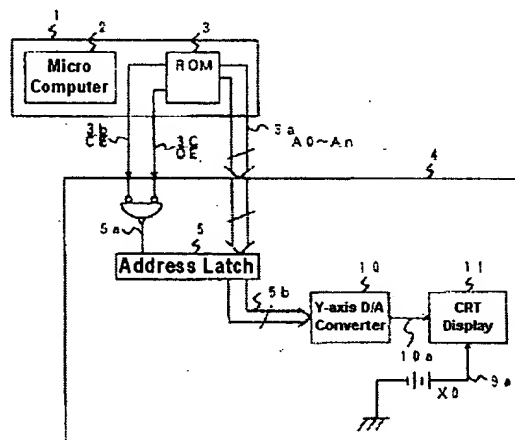 1
2
3
Micro
Computer
ROM
3b
CE
3C
OE
3a
A0~An
4
5a
5
Address Latch
5b
10
11
Y-axis D/A
Converter
CRT
Display
10a
X0
9a